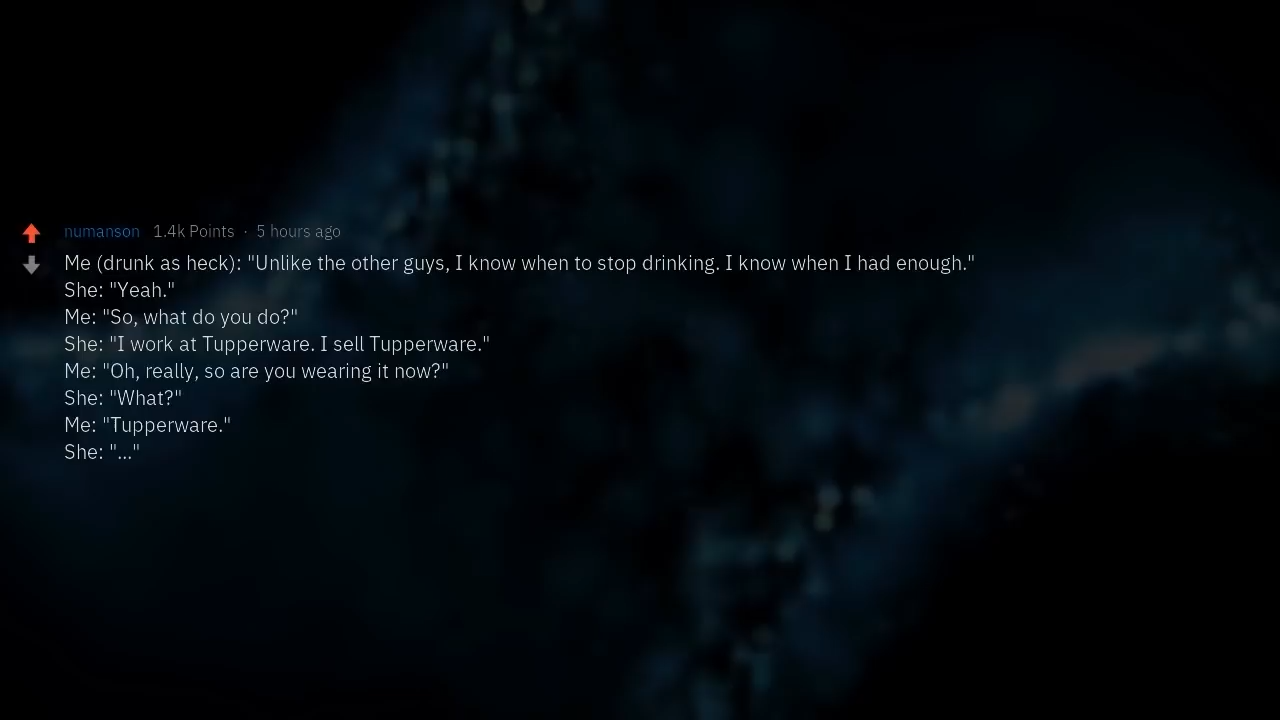 numanson 1.4k Points · 5 hours ago
Me (drunk as heck): "Unlike the other guys, I know when to stop drinking. I know when I had enough."
She: "Yeah."
Me: "So, what do you do?"
She: "I work at Tupperware. I sell Tupperware."
Me: "Oh, really, so are you wearing it now?"
She: "What?"
Me: "Tupperware."
She: "..."